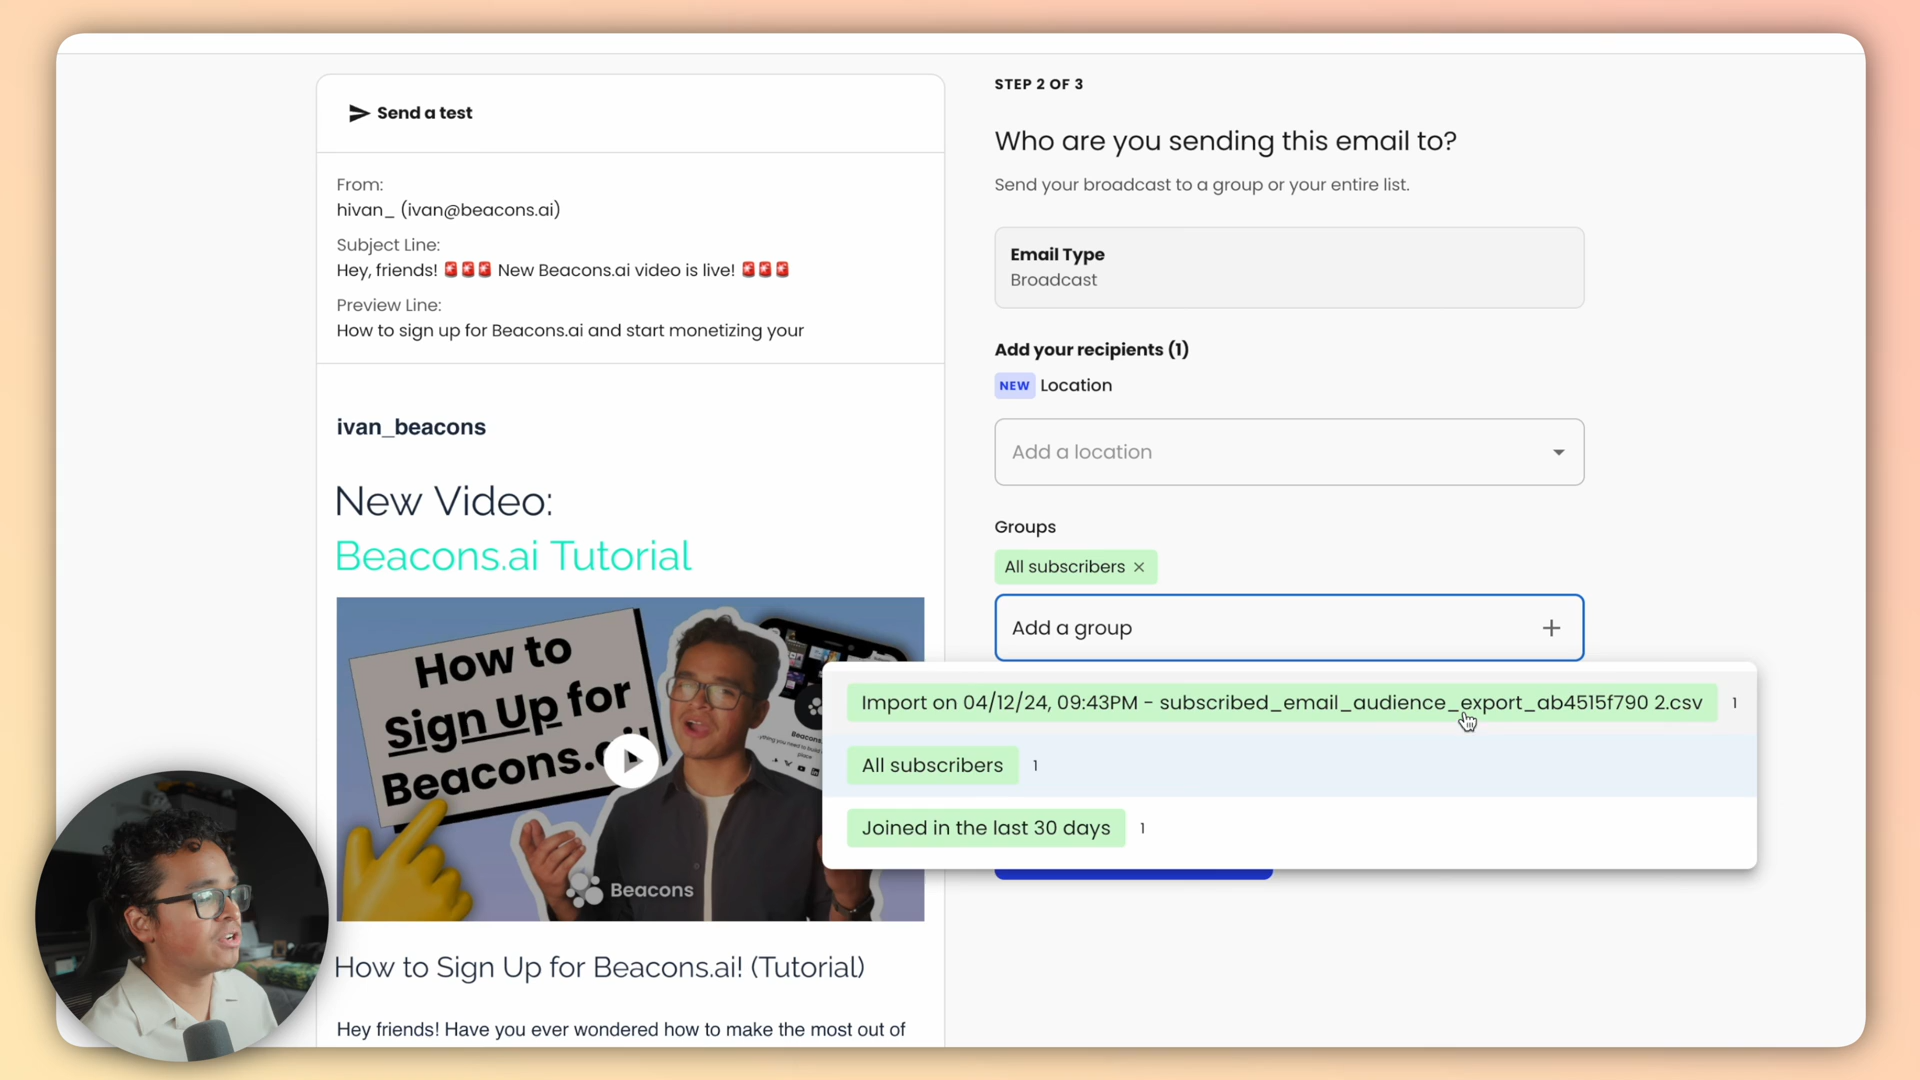 Send a test
From:
hivan_ (ivan@beacons.ai)
Subject Line:
Hey, friends! 🚨🚨🚨 New Beacons.ai video is live! 🚨🚨🚨
Preview Line:
How to sign up for Beacons.ai and start monetizing your
ivan_beacons
New Video:
Beacons.ai Tutorial
How to
Sign Up for
Beacons.ai!
Beacons
How to Sign Up for Beacons.ai! (Tutorial)
Hey friends! Have you ever wondered how to make the most out of
STEP 2 OF 3
Who are you sending this email to?
Send your broadcast to a group or your entire list.
Email Type
Broadcast
Add your recipients (1)
NEW Location
Add a location
Groups
All subscribers ×
Add a group +
Import on 04/12/24, 09:43PM - subscribed_email_audience_export_ab4515f790 2.csv 1
All subscribers 1
Joined in the last 30 days 1